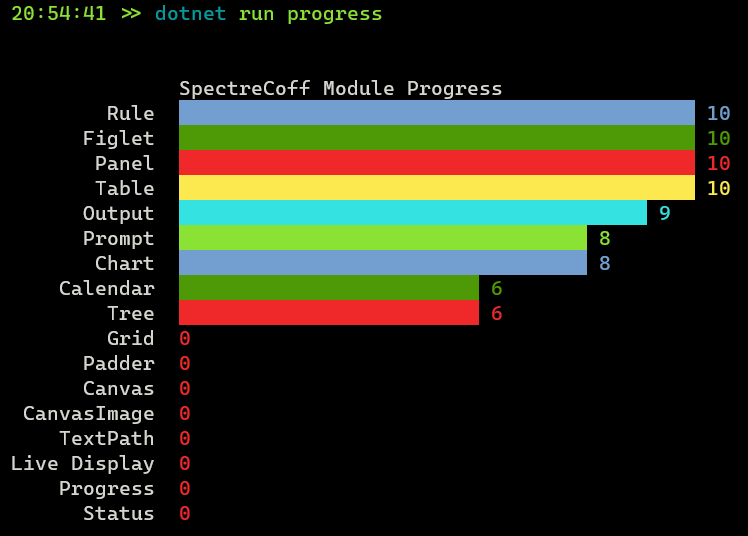 20:54:41 >> dotnet run progress
SpectreCoff Module Progress
Rule 10
Figlet 10
Panel 10
Table 10
Output 9
Prompt 8
Chart 8
Calendar 6
Tree 6
Grid 0
Padder 0
Canvas 0
CanvasImage 0
TextPath 0
Live Display 0
Progress 0
Status 0